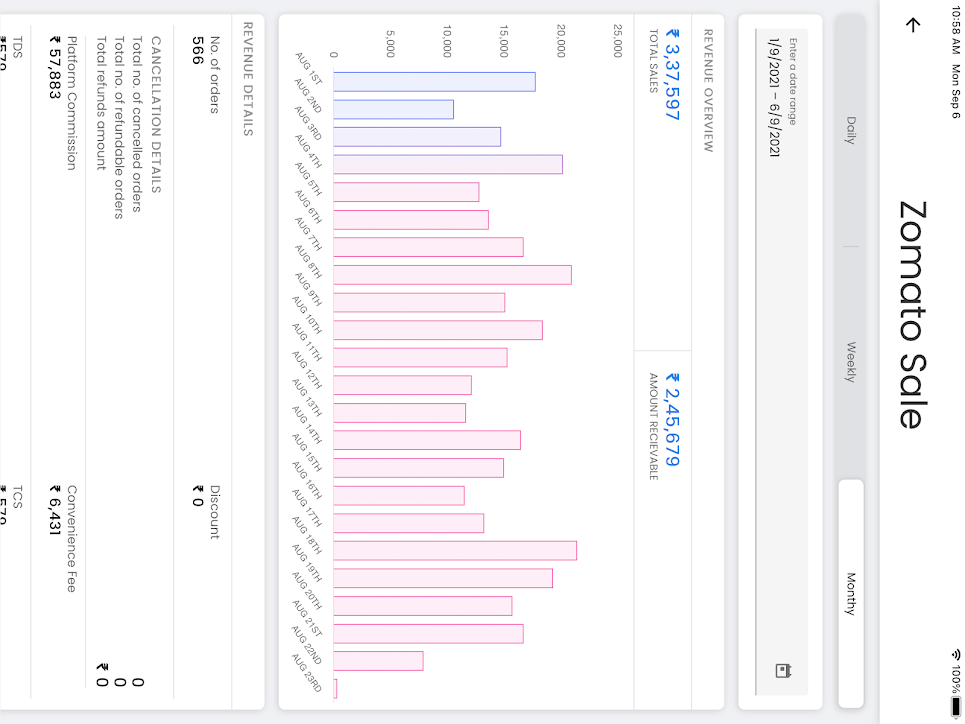 10:58 AM Mon Sep 6
100%
Zomato Sale
Daily
Weekly
Monthy
Enter a date range
1/9/2021 – 6/9/2021
REVENUE OVERVIEW
₹ 3,37,597
TOTAL SALES
₹ 2,45,679
AMOUNT RECIEVABLE
25,000
20,000
15,000
10,000
5,000
0
AUG 1ST
AUG 2ND
AUG 3RD
AUG 4TH
AUG 5TH
AUG 6TH
AUG 7TH
AUG 8TH
AUG 9TH
AUG 10TH
AUG 11TH
AUG 12TH
AUG 13TH
AUG 14TH
AUG 15TH
AUG 16TH
AUG 17TH
AUG 18TH
AUG 19TH
AUG 20TH
AUG 21ST
AUG 22ND
AUG 23RD
REVENUE DETAILS
No. of orders
566
Discount
₹ 0
CANCELLATION DETAILS
Total no. of cancelled orders 0
Total no. of refundable orders 0
Total refunds amount ₹ 0
Platform Commission
₹ 57,883
Convenience Fee
₹ 6,431
TDS
TCS